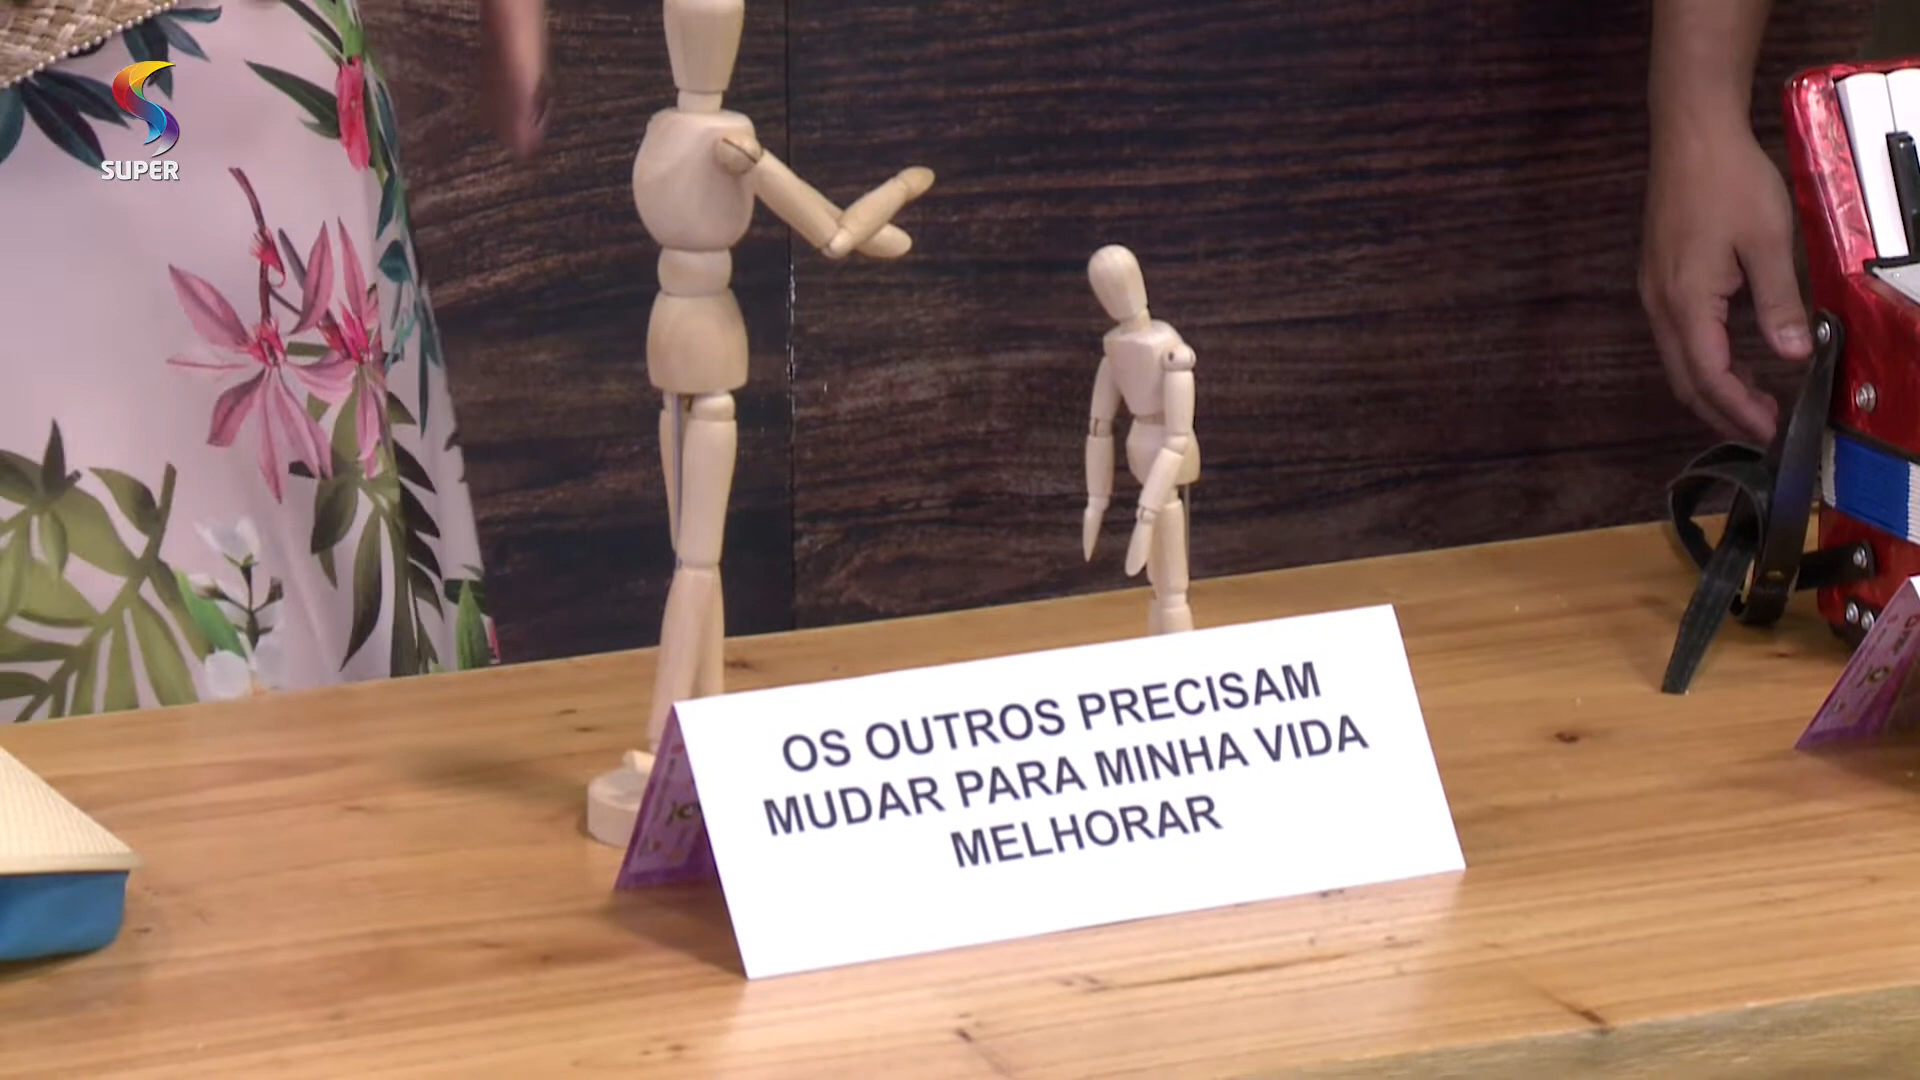 SUPER
OS OUTROS PRECISAM
MUDAR PARA MINHA VIDA
MELHORAR